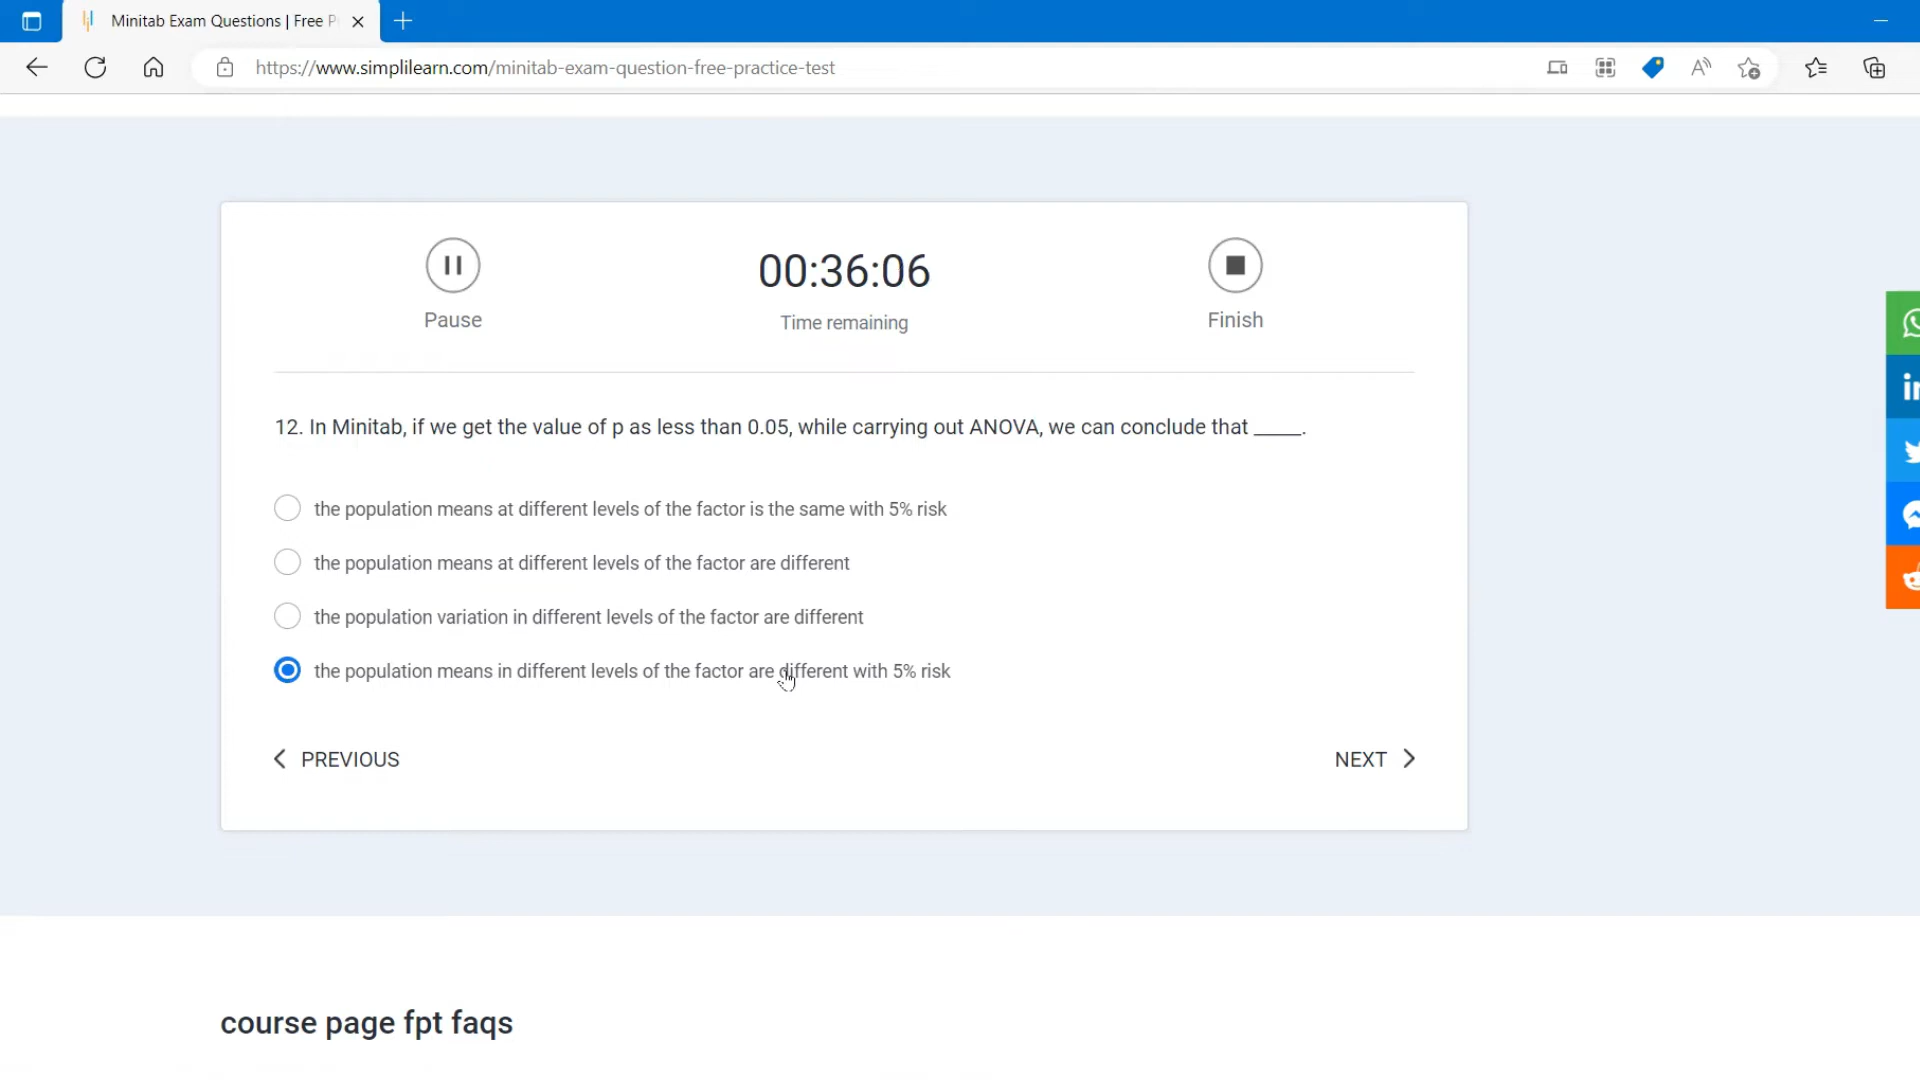 Minitab Exam Questions | Free P
https://www.simplilearn.com/minitab-exam-question-free-practice-test
00:36:06
Pause
Time remaining
Finish
12. In Minitab, if we get the value of p as less than 0.05, while carrying out ANOVA, we can conclude that _____.
the population means at different levels of the factor is the same with 5% risk
the population means at different levels of the factor are different
the population variation in different levels of the factor are different
the population means in different levels of the factor are different with 5% risk
PREVIOUS
NEXT
course page fpt faqs